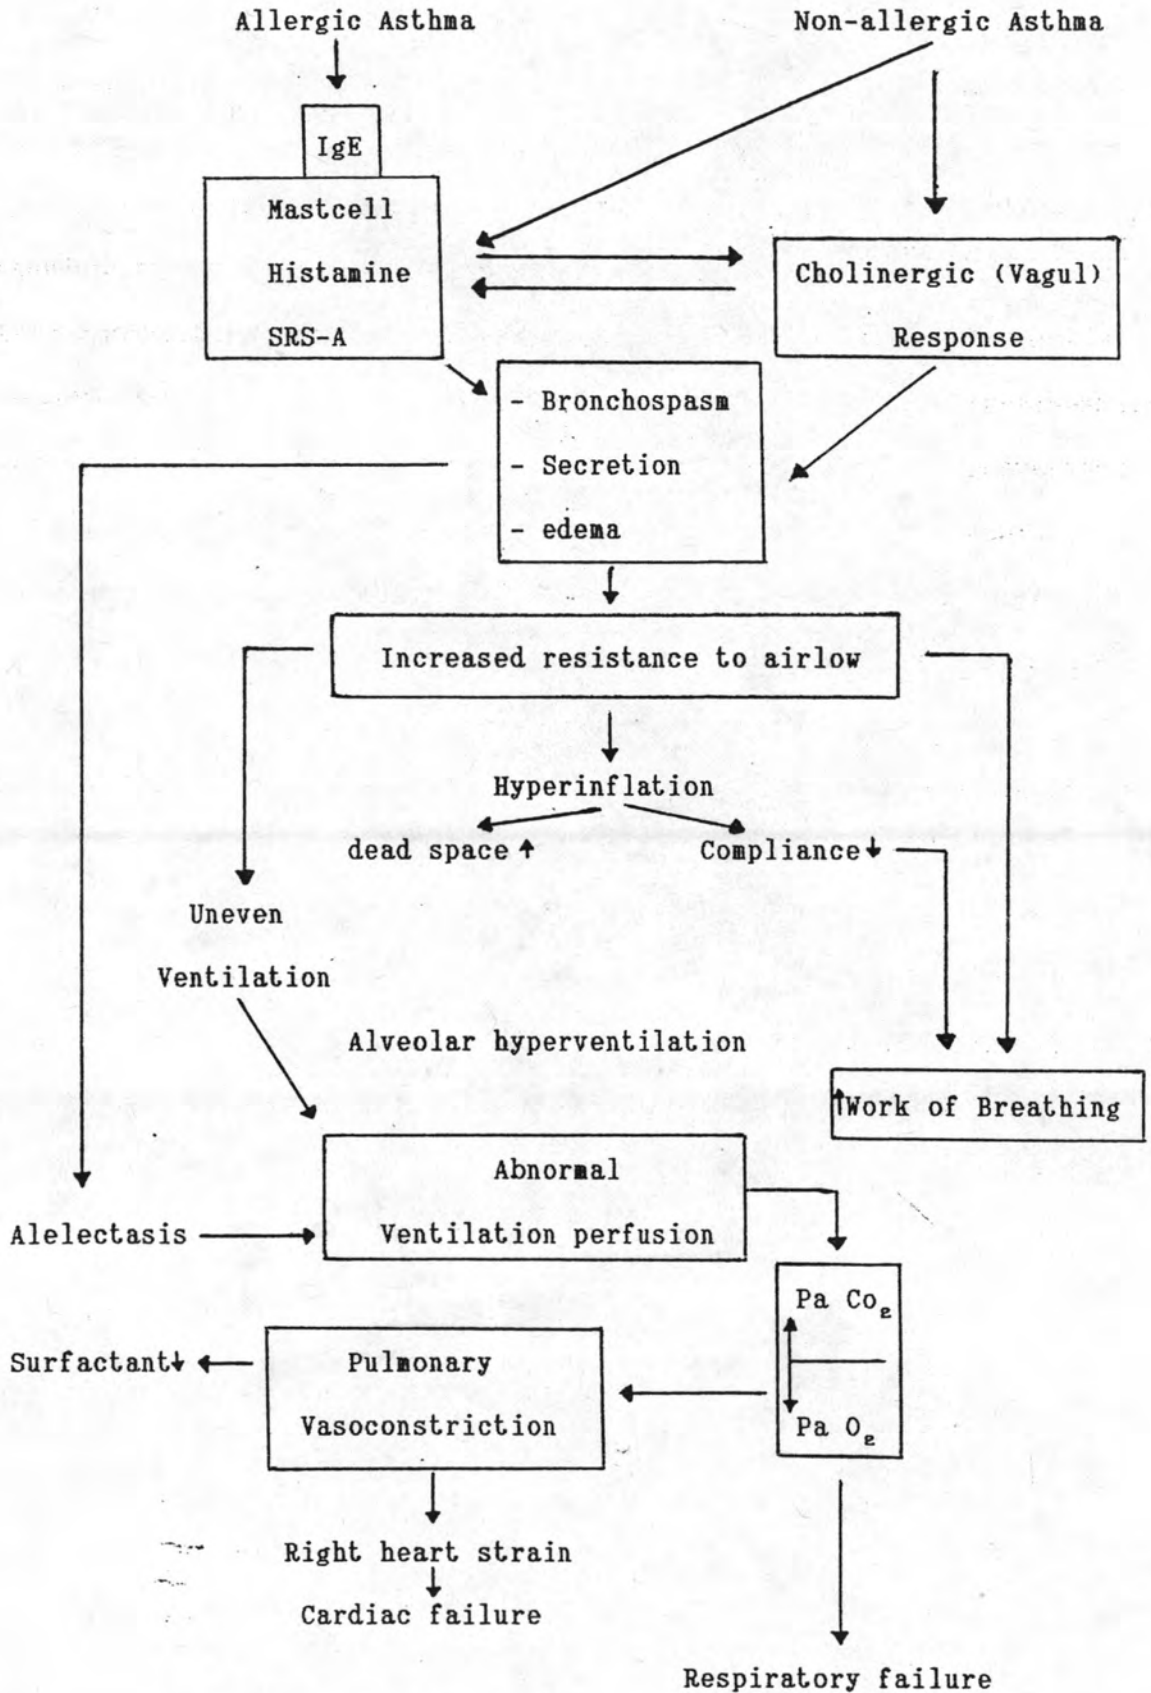 Allergic Asthma
Non-allergic Asthma
IgE
Mastcell
Histamine
SRS-A
Cholinergic (Vagul)
Response
- Bronchospasm
- Secretion
- edema
Increased resistance to airlow
Hyperinflation
dead space ↑
Compliance ↓
Uneven
Ventilation
Alveolar hyperventilation
↑Work of Breathing
Abnormal
Ventilation perfusion
Alelectasis
Pa Co₂
Surfactant↓
Pulmonary
Vasoconstriction
Pa O₂
Right heart strain
Cardiac failure
Respiratory failure